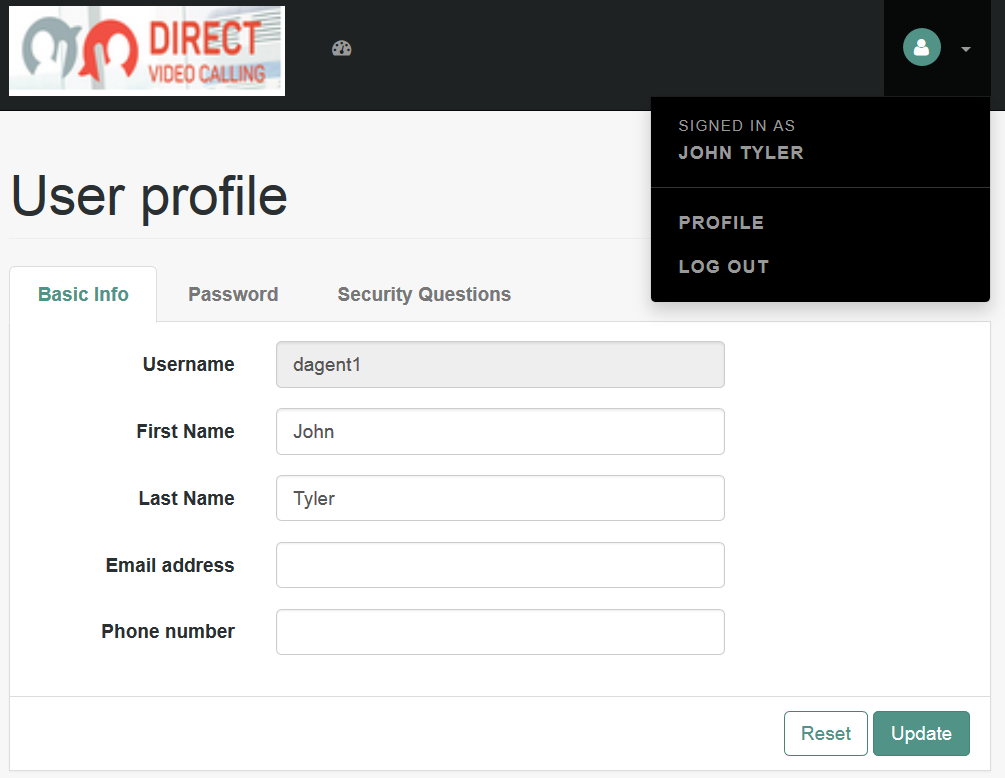 DIRECT
VIDEO CALLING
SIGNED IN AS
JOHN TYLER
PROFILE
LOG OUT
User profile
Basic Info Password Security Questions
Username dagent1
First Name John
Last Name Tyler
Email address
Phone number
Reset Update